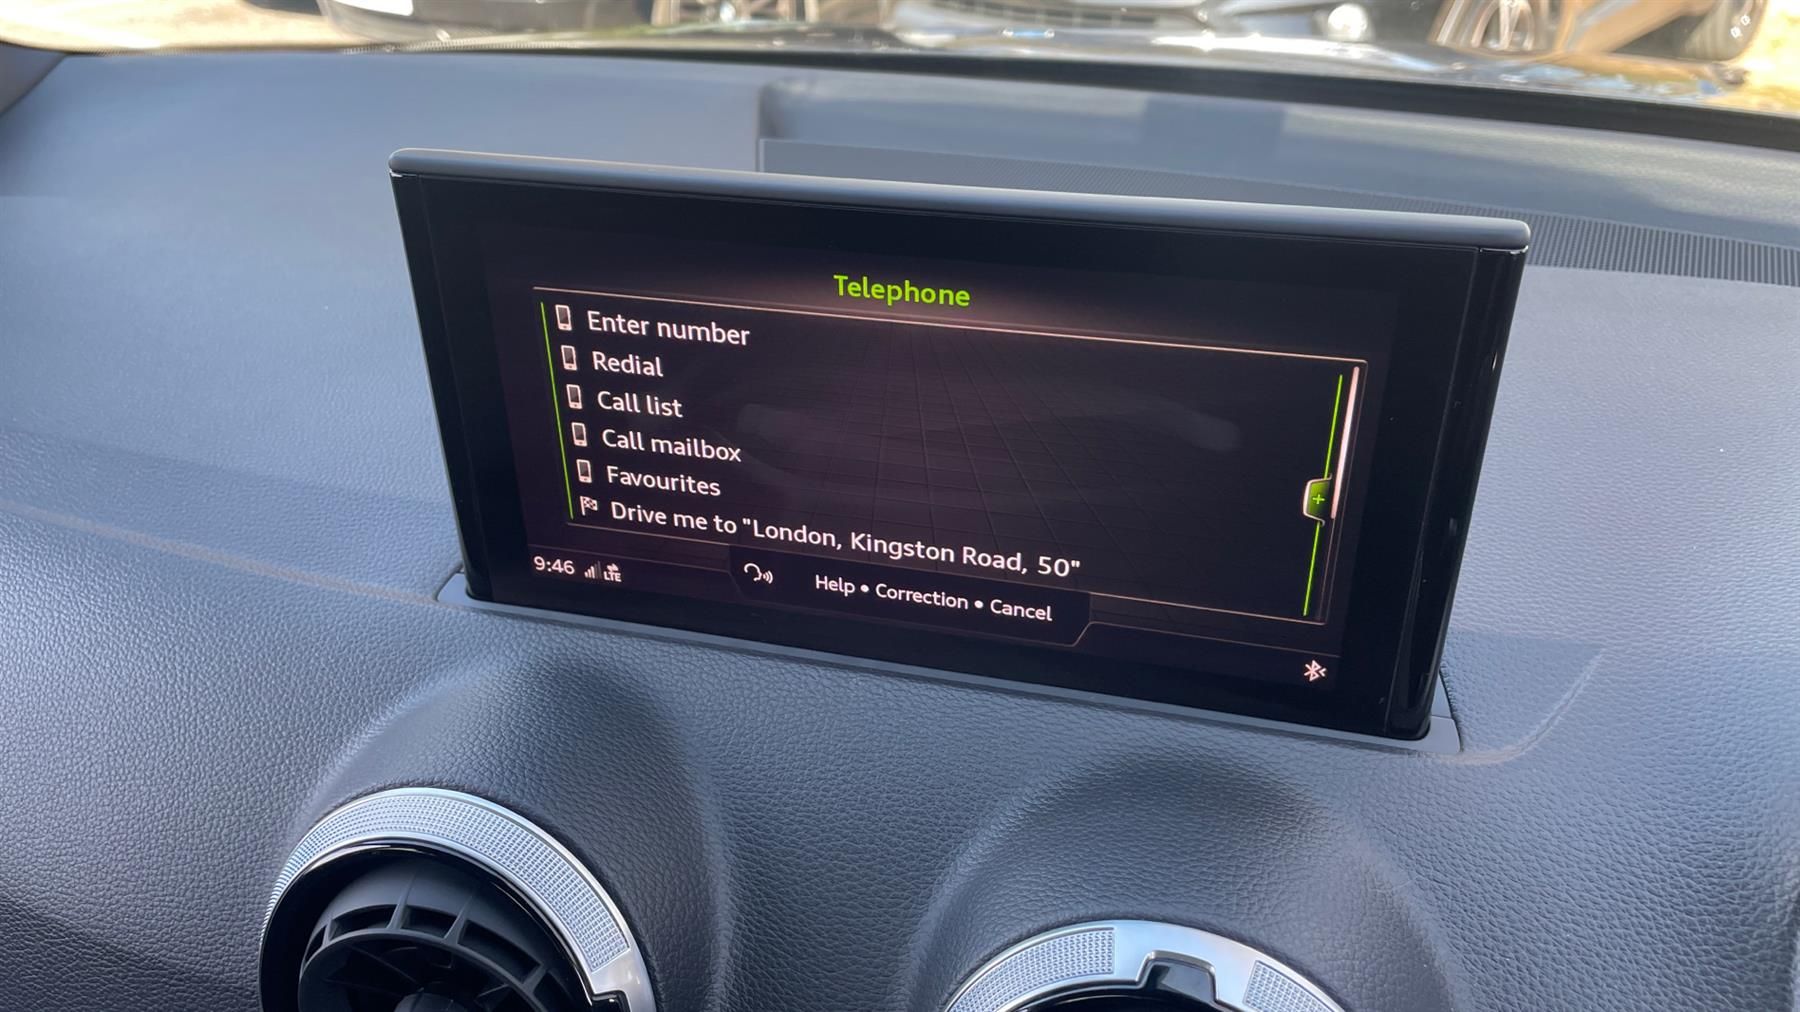 Telephone
Enter number
Redial
Call list
Call mailbox
Favourites
Drive me to "London, Kingston Road, 50"
9:46 LTE
Help • Correction • Cancel